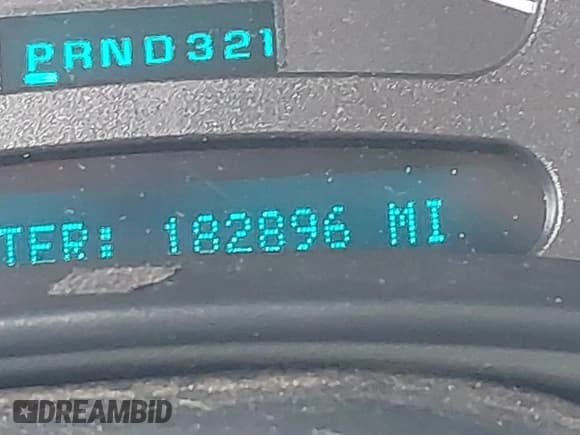 PRND321
TER: 182896 MI
DREAMBID